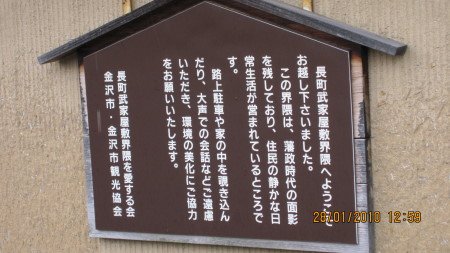 長町武家屋敷界隈へようこそ
お越し下さいました。
この界隈は、藩政時代の面影
を残しており、住民の静かな日
常生活が営まれているところで
す。
路上駐車や家の中を覗き込ん
だり、大声での会話などご遠慮
いただき、環境の美化にご協力
をお願いいたします。
長町武家屋敷界隈を愛する会
金沢市・金沢市観光協会
28/01/2010 12:59